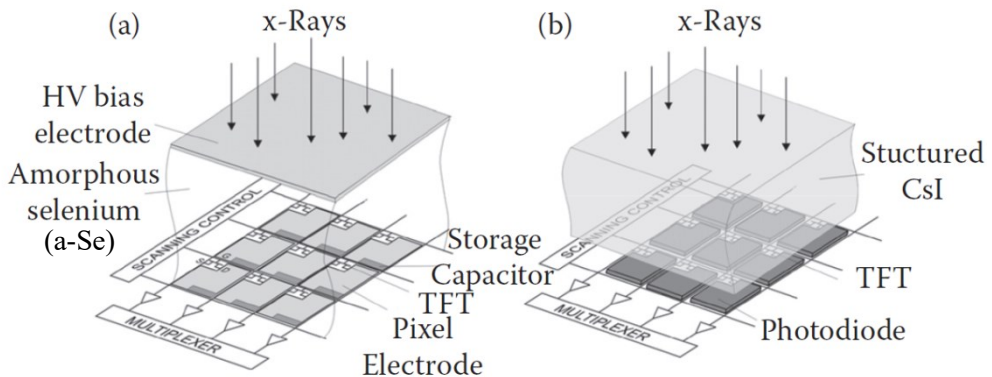 (a)
x-Rays
HV bias
electrode
Amorphous
selenium
(a-Se)
SCANNING CONTROL
MULTIPLEXER
Storage
Capacitor
TFT
Pixel
Electrode
(b)
x-Rays
Stuctured
CsI
SCANNING CONTROL
MULTIPLEXER
TFT
Photodiode